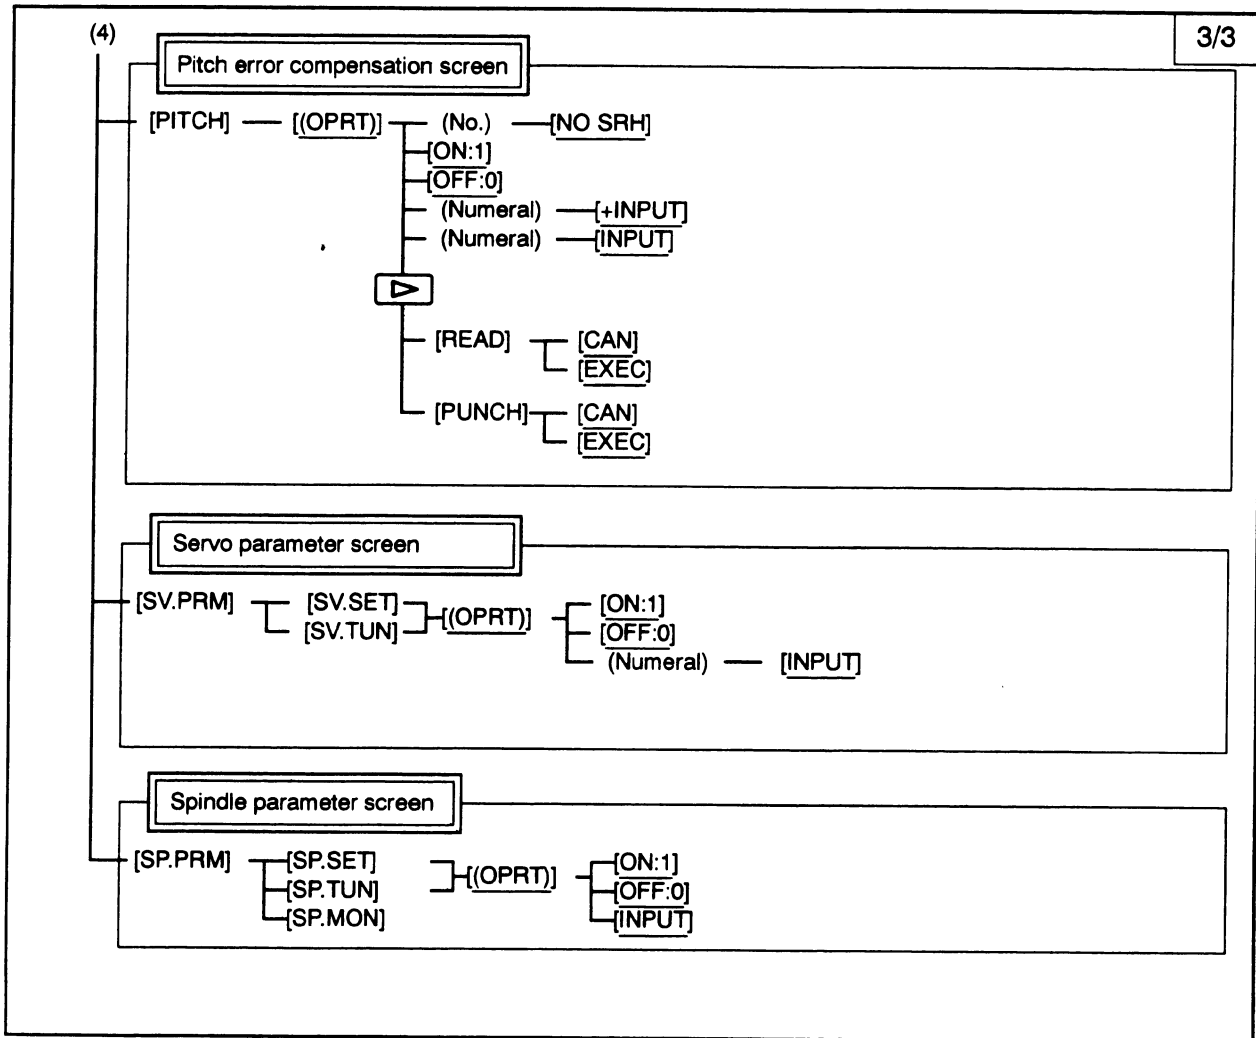 (4)
3/3
Pitch error compensation screen
[PITCH] [(OPRT)] (No.) [NO SRH]
[ON:1]
[OFF:0]
(Numeral) [+INPUT]
(Numeral) [INPUT]
[READ] [CAN]
[EXEC]
[PUNCH] [CAN]
[EXEC]
Servo parameter screen
[SV.PRM] [SV.SET] [(OPRT)] [ON:1]
[SV.TUN] [OFF:0]
(Numeral) [INPUT]
Spindle parameter screen
[SP.PRM] [SP.SET] [(OPRT)] [ON:1]
[SP.TUN] [OFF:0]
[SP.MON] [INPUT]